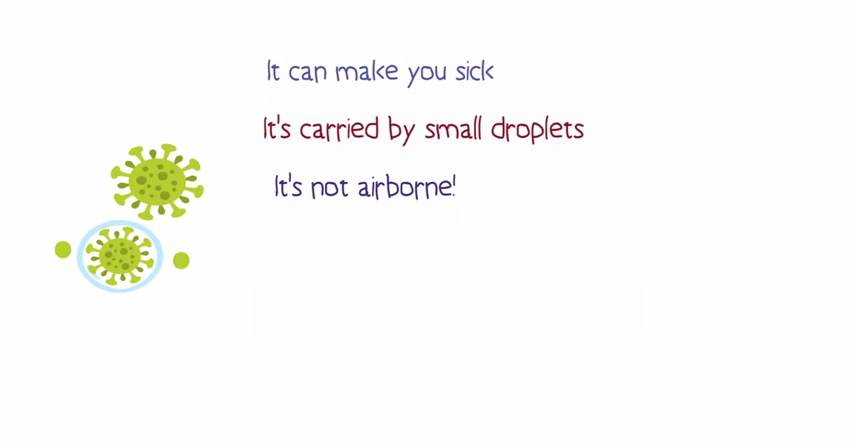 It can make you sick
It's carried by small droplets
It's not airborne!